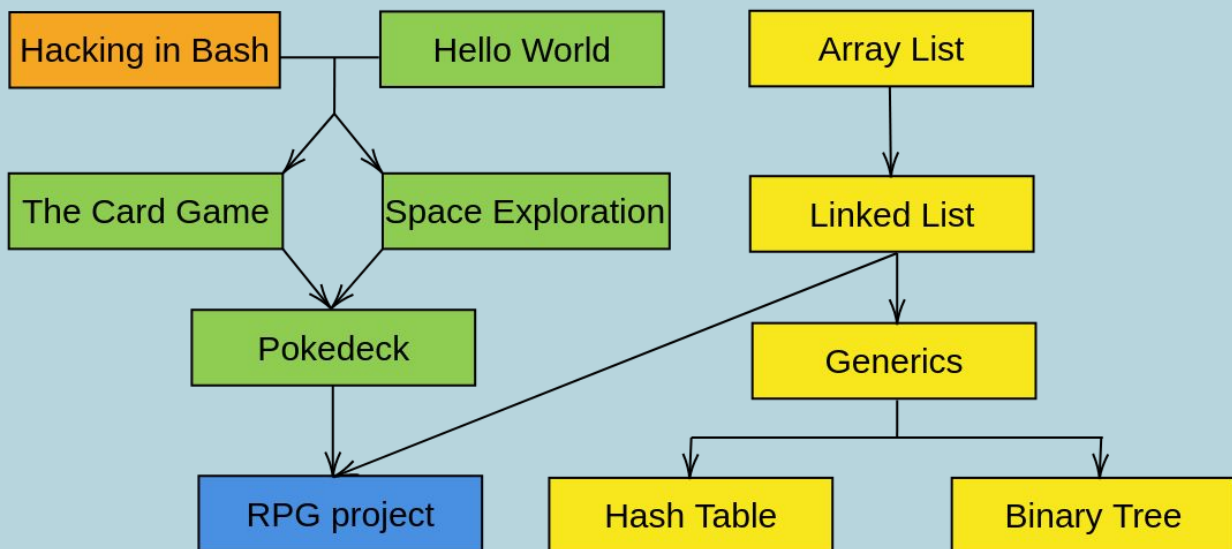 Hacking in Bash
Hello World
Array List
The Card Game
Space Exploration
Linked List
Pokedeck
Generics
RPG project
Hash Table
Binary Tree